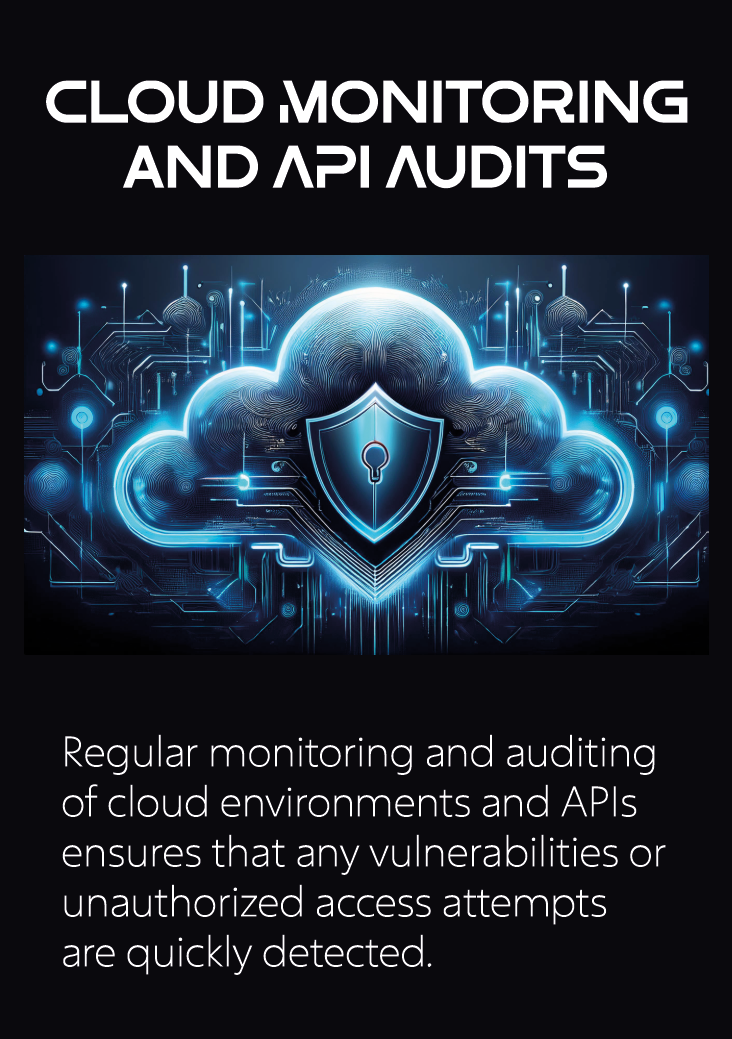 CLOUD MONITORING
AND API AUDITS
Regular monitoring and auditing
of cloud environments and APIs
ensures that any vulnerabilities or
unauthorized access attempts
are quickly detected.